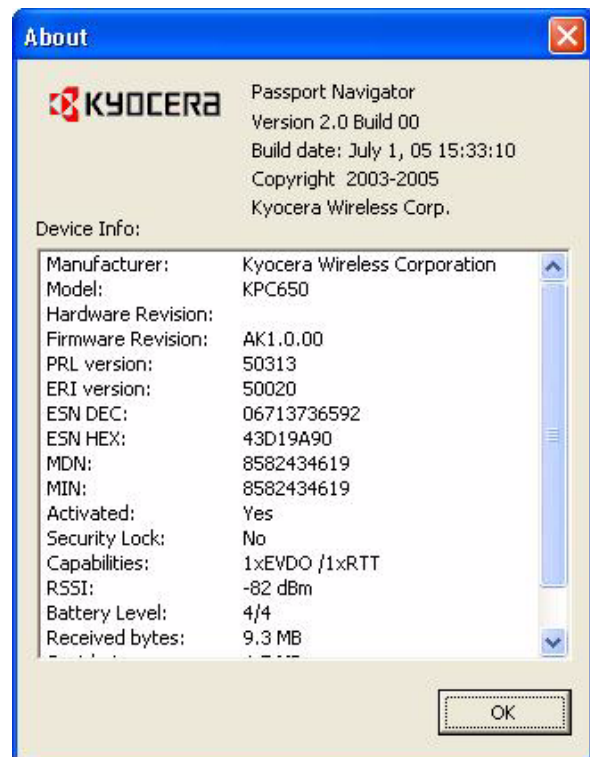 About
KYOCERA
Passport Navigator
Version 2.0 Build 00
Build date: July 1, 05 15:33:10
Copyright 2003-2005
Kyocera Wireless Corp.
Device Info:
Manufacturer: Kyocera Wireless Corporation
Model: KPC650
Hardware Revision:
Firmware Revision: AK1.0.00
PRL version: 50313
ERI version: 50020
ESN DEC: 06713736592
ESN HEX: 43D19A90
MDN: 8582434619
MIN: 8582434619
Activated: Yes
Security Lock: No
Capabilities: 1xEVDO /1xRTT
RSSI: -82 dBm
Battery Level: 4/4
Received bytes: 9.3 MB
OK